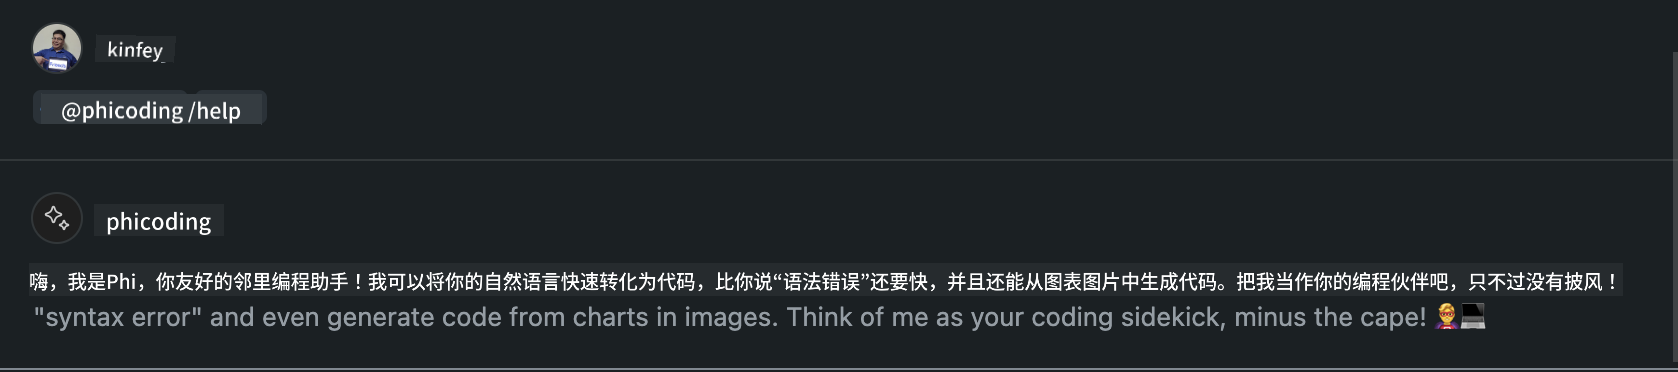 kinfey
@phicoding /help
phicoding
嗨，我是Phi，你友好的邻里编程助手！我可以将你的自然语言快速转化为代码，比你说“语法错误”还要快，并且还能从图表图片中生成代码。把我当作你的编程伙伴吧，只不过没有披风！
"syntax error" and even generate code from charts in images. Think of me as your coding sidekick, minus the cape! 🦸💻